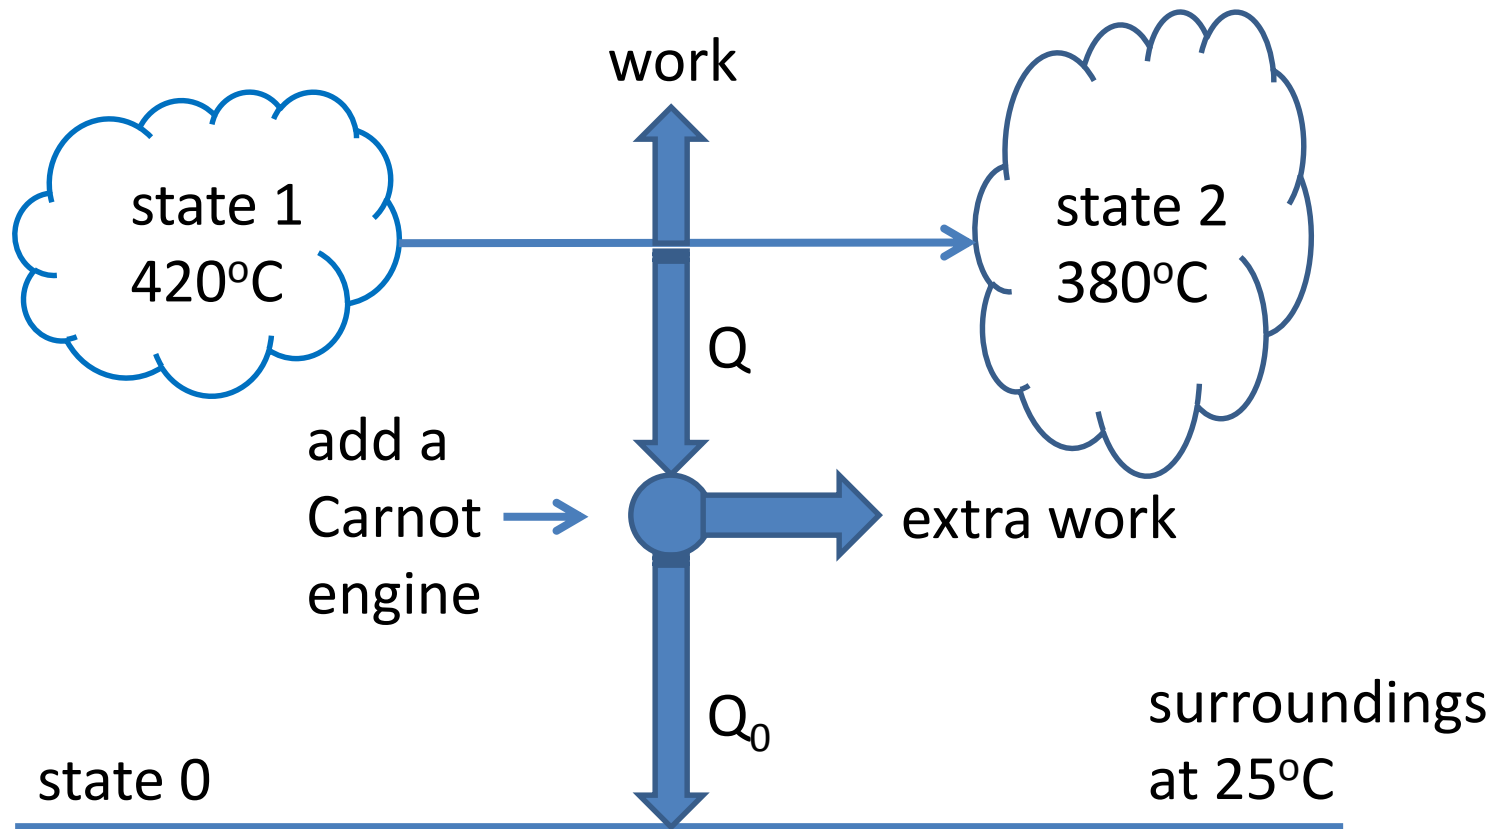 work
state 1
420°C
state 2
380°C
Q
add a
Carnot
engine
extra work
Q₀
surroundings
at 25°C
state 0